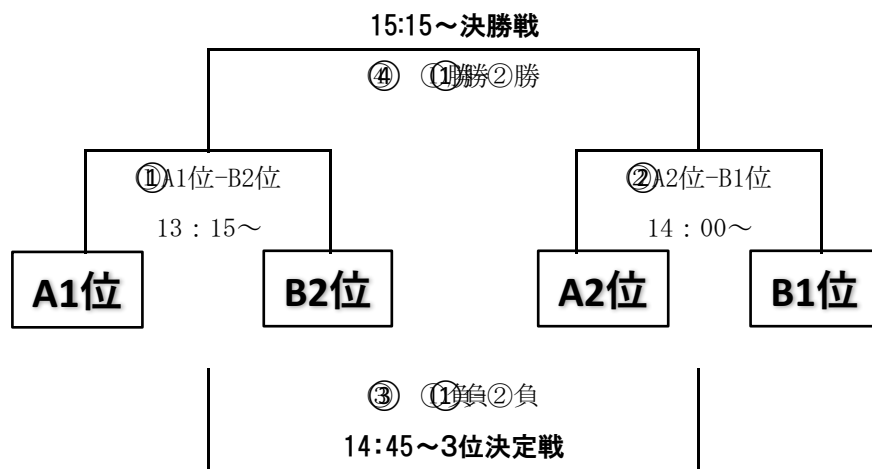 15:15～決勝戦
④ ①勝②勝
①A1位-B2位 ②A2位-B1位
13：15～ 14：00～
A1位 B2位 A2位 B1位
③ ①負②負
14:45～3位決定戦